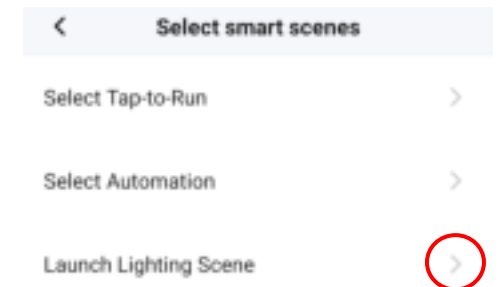 Select smart scenes
Select Tap-to-Run
Select Automation
Launch Lighting Scene